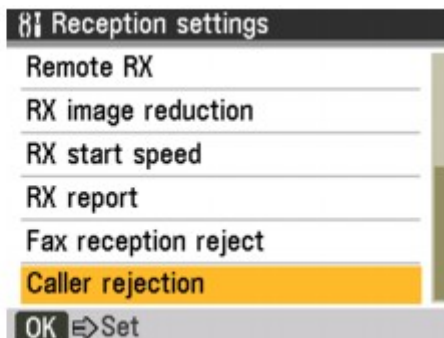 Reception settings
Remote RX
RX image reduction
RX start speed
RX report
Fax reception reject
Caller rejection
OK Set